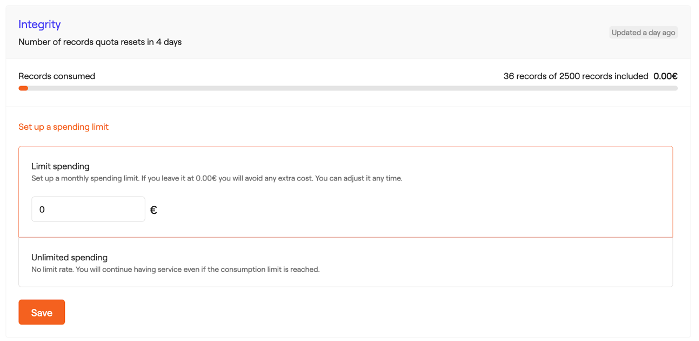 Integrity
Updated a day ago
Number of records quota resets in 4 days
Records consumed
36 records of 2500 records included 0.00€
Set up a spending limit
Limit spending
Set up a monthly spending limit. If you leave it at 0.00€ you will avoid any extra cost. You can adjust it any time.
0 €
Unlimited spending
No limit rate. You will continue having service even if the consumption limit is reached.
Save